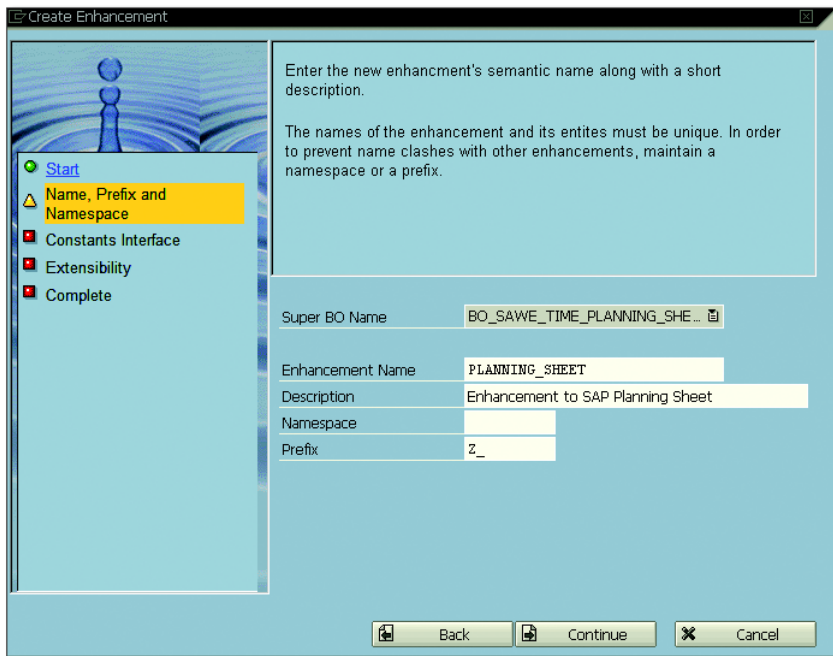 Create Enhancement
Enter the new enhancment's semantic name along with a short
description.
The names of the enhancement and its entites must be unique. In order
to prevent name clashes with other enhancements, maintain a
namespace or a prefix.
Start
Name, Prefix and
Namespace
Constants Interface
Extensibility
Complete
Super BO Name BO_SAWE_TIME_PLANNING_SHE...
Enhancement Name PLANNING_SHEET
Description Enhancement to SAP Planning Sheet
Namespace
Prefix Z_
Back Continue Cancel